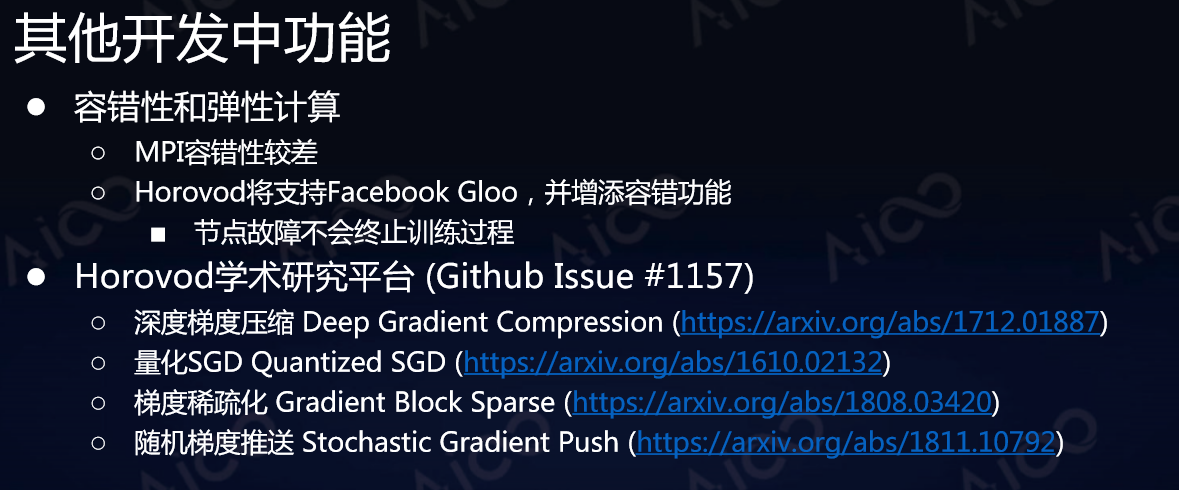 其他开发中功能
● 容错性和弹性计算
○ MPI容错性较差
○ Horovod将支持Facebook Gloo，并增添容错功能
■ 节点故障不会终止训练过程
● Horovod学术研究平台 (Github Issue #1157)
○ 深度梯度压缩 Deep Gradient Compression (https://arxiv.org/abs/1712.01887)
○ 量化SGD Quantized SGD (https://arxiv.org/abs/1610.02132)
○ 梯度稀疏化 Gradient Block Sparse (https://arxiv.org/abs/1808.03420)
○ 随机梯度推送 Stochastic Gradient Push (https://arxiv.org/abs/1811.10792)